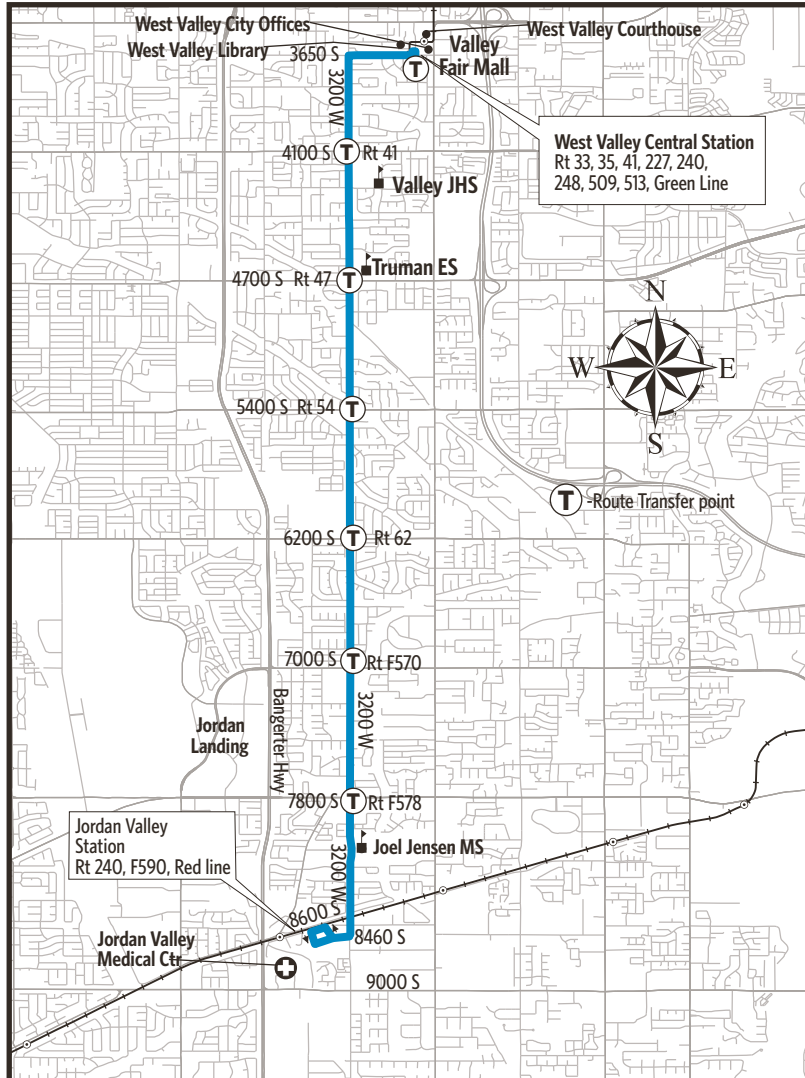 West Valley City Offices
West Valley Courthouse
West Valley Library
3650 S
Valley
Fair Mall
T
3200 W
West Valley Central Station
Rt 33, 35, 41, 227, 240,
248, 509, 513, Green Line
4100 S T Rt 41
Valley JHS
Truman ES
4700 S Rt 47 T
N
W E
S
5400 S Rt 54 T
T -Route Transfer point
6200 S T Rt 62
7000 S T Rt F570
Bangerter Hwy
3200 W
Jordan
Landing
7800 S T Rt F578
Jordan Valley
Station
Rt 240, F590, Red line
Joel Jensen MS
3200 W
8600 S
8460 S
Jordan Valley
Medical Ctr
9000 S